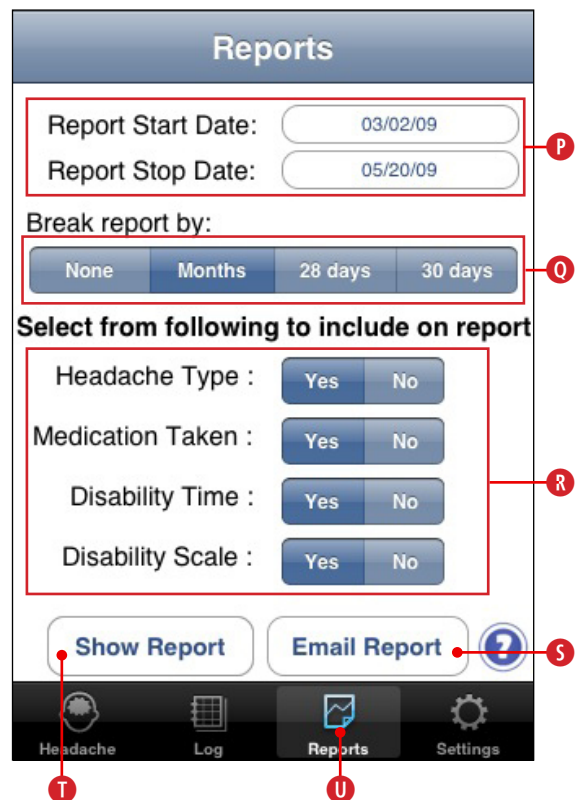 Reports
Report Start Date: 03/02/09
P
Report Stop Date: 05/20/09
Break report by:
None Months 28 days 30 days
Q
Select from following to include on report
Headache Type : Yes No
Medication Taken : Yes No
R
Disability Time : Yes No
Disability Scale : Yes No
Show Report Email Report ?
S
Headache Log Reports Settings
T U